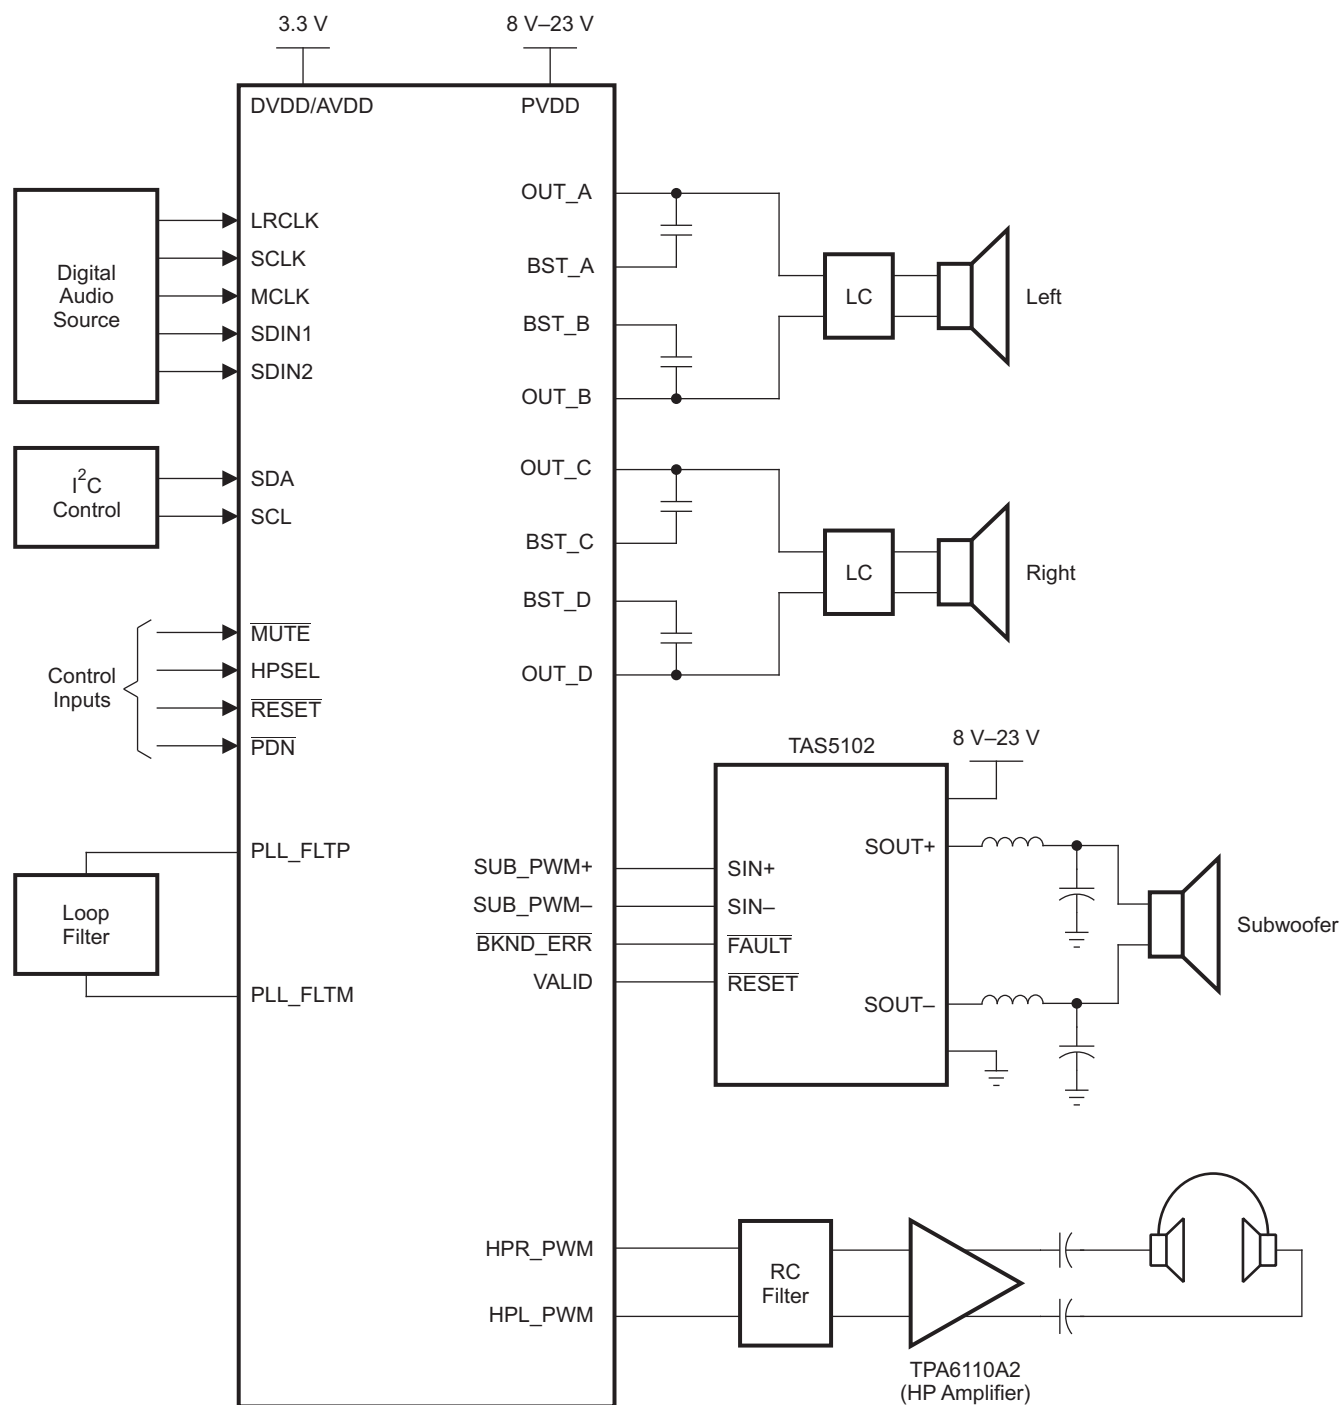 3.3 V
8 V–23 V
DVDD/AVDD
PVDD
Digital
Audio
Source
LRCLK
SCLK
MCLK
SDIN1
SDIN2
OUT_A
BST_A
BST_B
OUT_B
LC
Left
I²C
Control
SDA
SCL
OUT_C
BST_C
BST_D
OUT_D
LC
Right
Control
Inputs
MUTE
HPSEL
RESET
PDN
TAS5102
8 V–23 V
Loop
Filter
PLL_FLTP
PLL_FLTM
SUB_PWM+
SUB_PWM–
BKND_ERR
VALID
SIN+
SIN–
FAULT
RESET
SOUT+
SOUT–
Subwoofer
HPR_PWM
HPL_PWM
RC
Filter
TPA6110A2
(HP Amplifier)